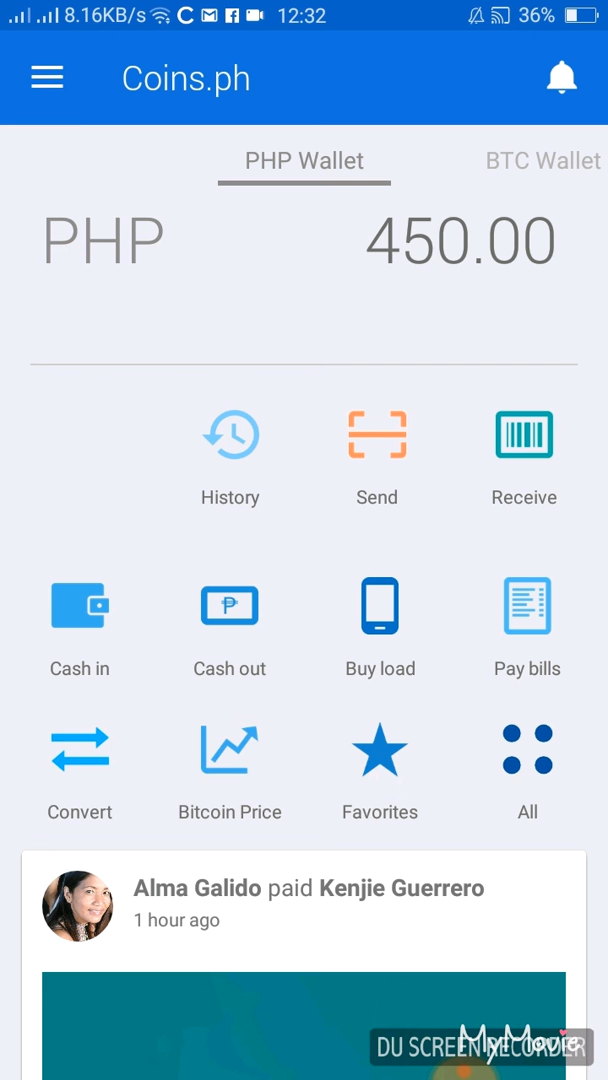 8.16KB/s 12:32 36%
Coins.ph
PHP Wallet BTC Wallet
PHP 450.00
History Send Receive
Cash in Cash out Buy load Pay bills
Convert Bitcoin Price Favorites All
Alma Galido paid Kenjie Guerrero
1 hour ago
MyMovie
DU SCREEN RECORDER